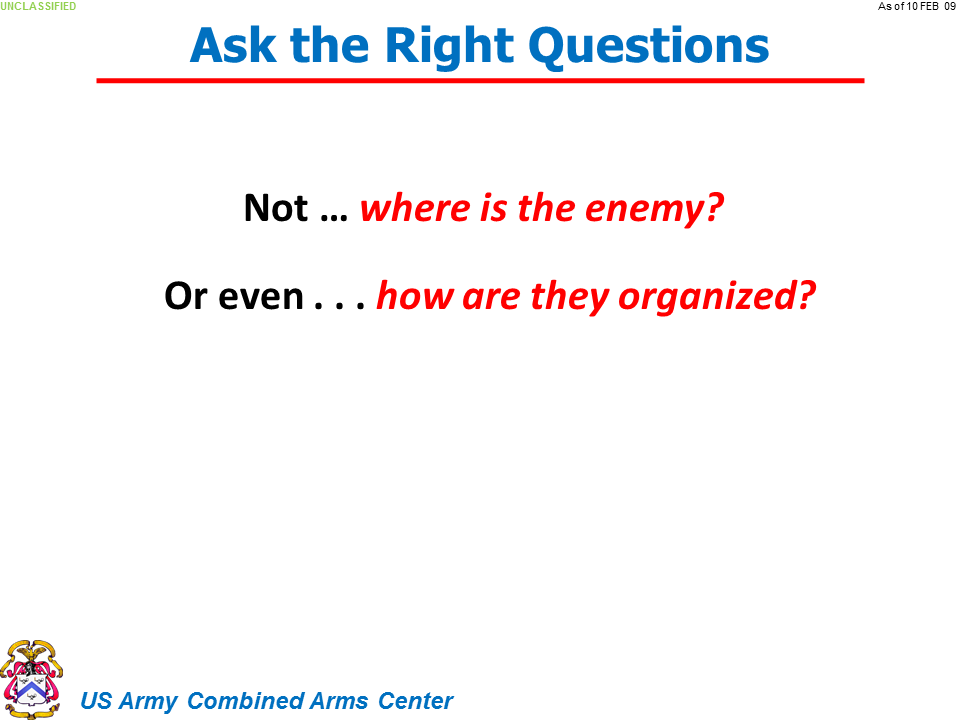 UNCLASSIFIED
As of 10 FEB 09
Ask the Right Questions
Not … where is the enemy?
Or even . . . how are they organized?
US Army Combined Arms Center